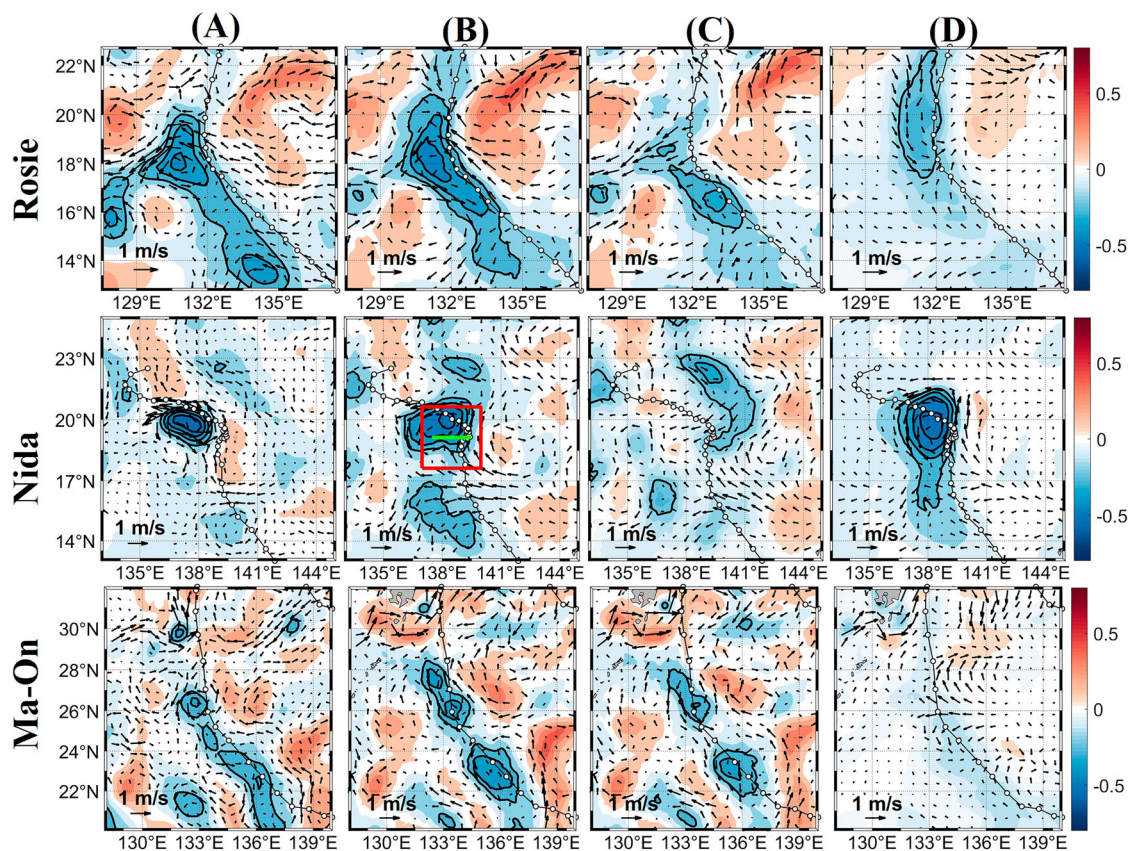 (A) (B) (C) (D)
Rosie
22°N
20°N
18°N
16°N
14°N
1 m/s 1 m/s 1 m/s 1 m/s
129°E 132°E 135°E 129°E 132°E 135°E 129°E 132°E 135°E 129°E 132°E 135°E
0.5
0
-0.5
Nida
23°N
20°N
17°N
14°N
1 m/s 1 m/s 1 m/s 1 m/s
135°E 138°E 141°E 144°E 135°E 138°E 141°E 144°E 135°E 138°E 141°E 144°E 135°E 138°E 141°E 144°E
0.5
0
-0.5
Ma-On
30°N
28°N
26°N
24°N
22°N
1 m/s 1 m/s 1 m/s 1 m/s
130°E 133°E 136°E 139°E 130°E 133°E 136°E 139°E 130°E 133°E 136°E 139°E 130°E 133°E 136°E 139°E
0.5
0
-0.5